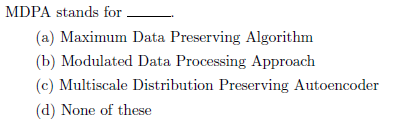 MDPA stands for ______.
(a) Maximum Data Preserving Algorithm
(b) Modulated Data Processing Approach
(c) Multiscale Distribution Preserving Autoencoder
(d) None of these